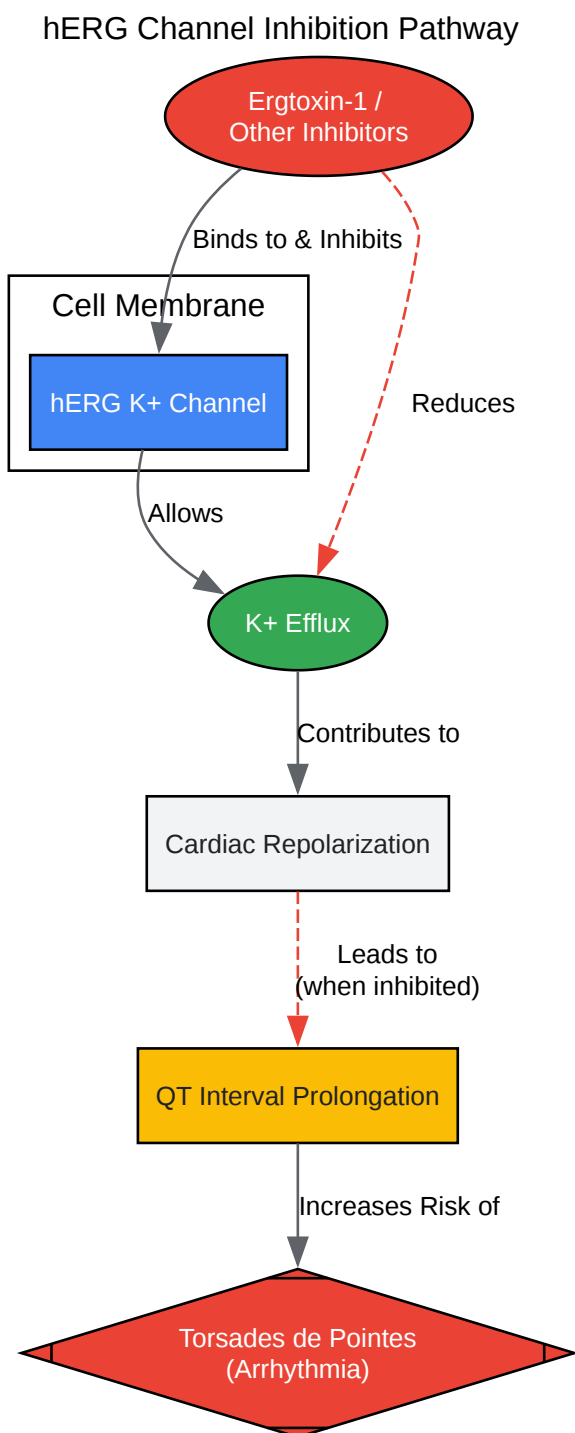 hERG Channel Inhibition Pathway
Ergtoxin-1 /
Other Inhibitors
Binds to & Inhibits
Cell Membrane
hERG K+ Channel
Reduces
Allows
K+ Efflux
Contributes to
Cardiac Repolarization
Leads to
(when inhibited)
QT Interval Prolongation
Increases Risk of
Torsades de Pointes
(Arrhythmia)